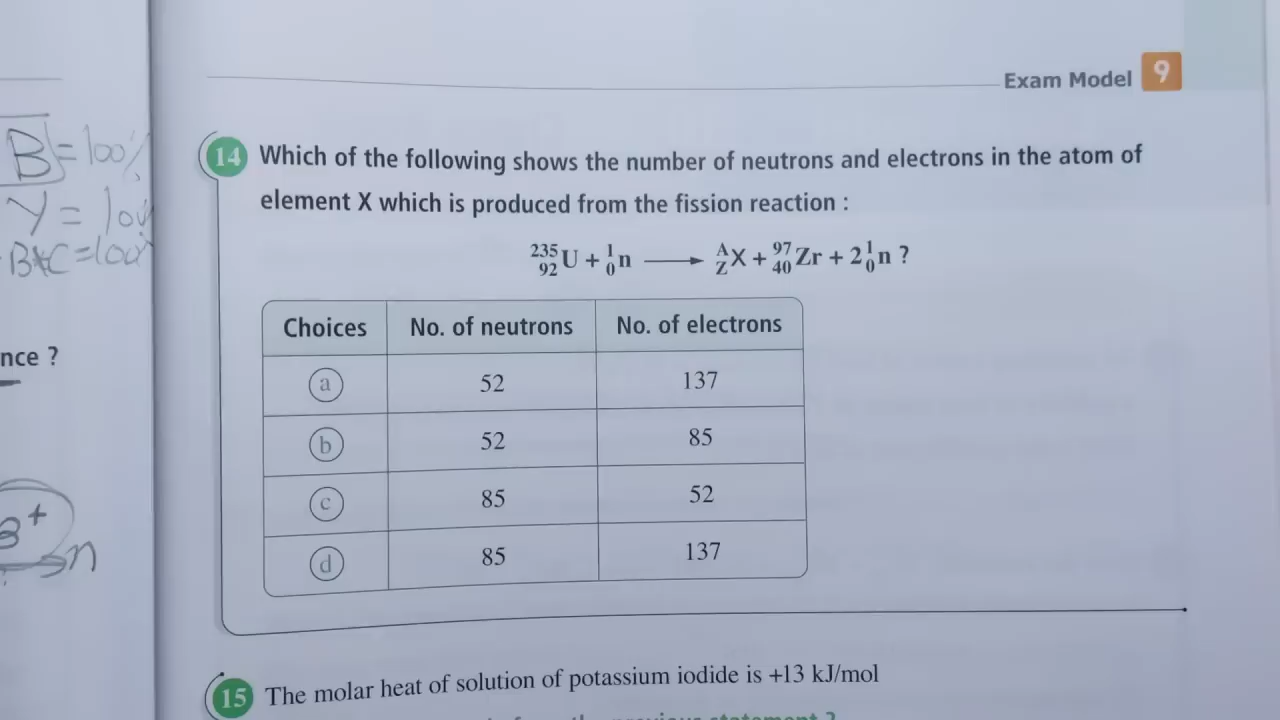 Exam Model 9
B = 100%
Y = 100%
B+C = 100%
nce ?
3+
n
14 Which of the following shows the number of neutrons and electrons in the atom of
element X which is produced from the fission reaction :
²³⁵₉₂U + ¹₀n ⟶ ᴬ_ZX + ⁹⁷₄₀Zr + 2¹₀n ?
Choices No. of neutrons No. of electrons
a 52 137
b 52 85
c 85 52
d 85 137
15 The molar heat of solution of potassium iodide is +13 kJ/mol